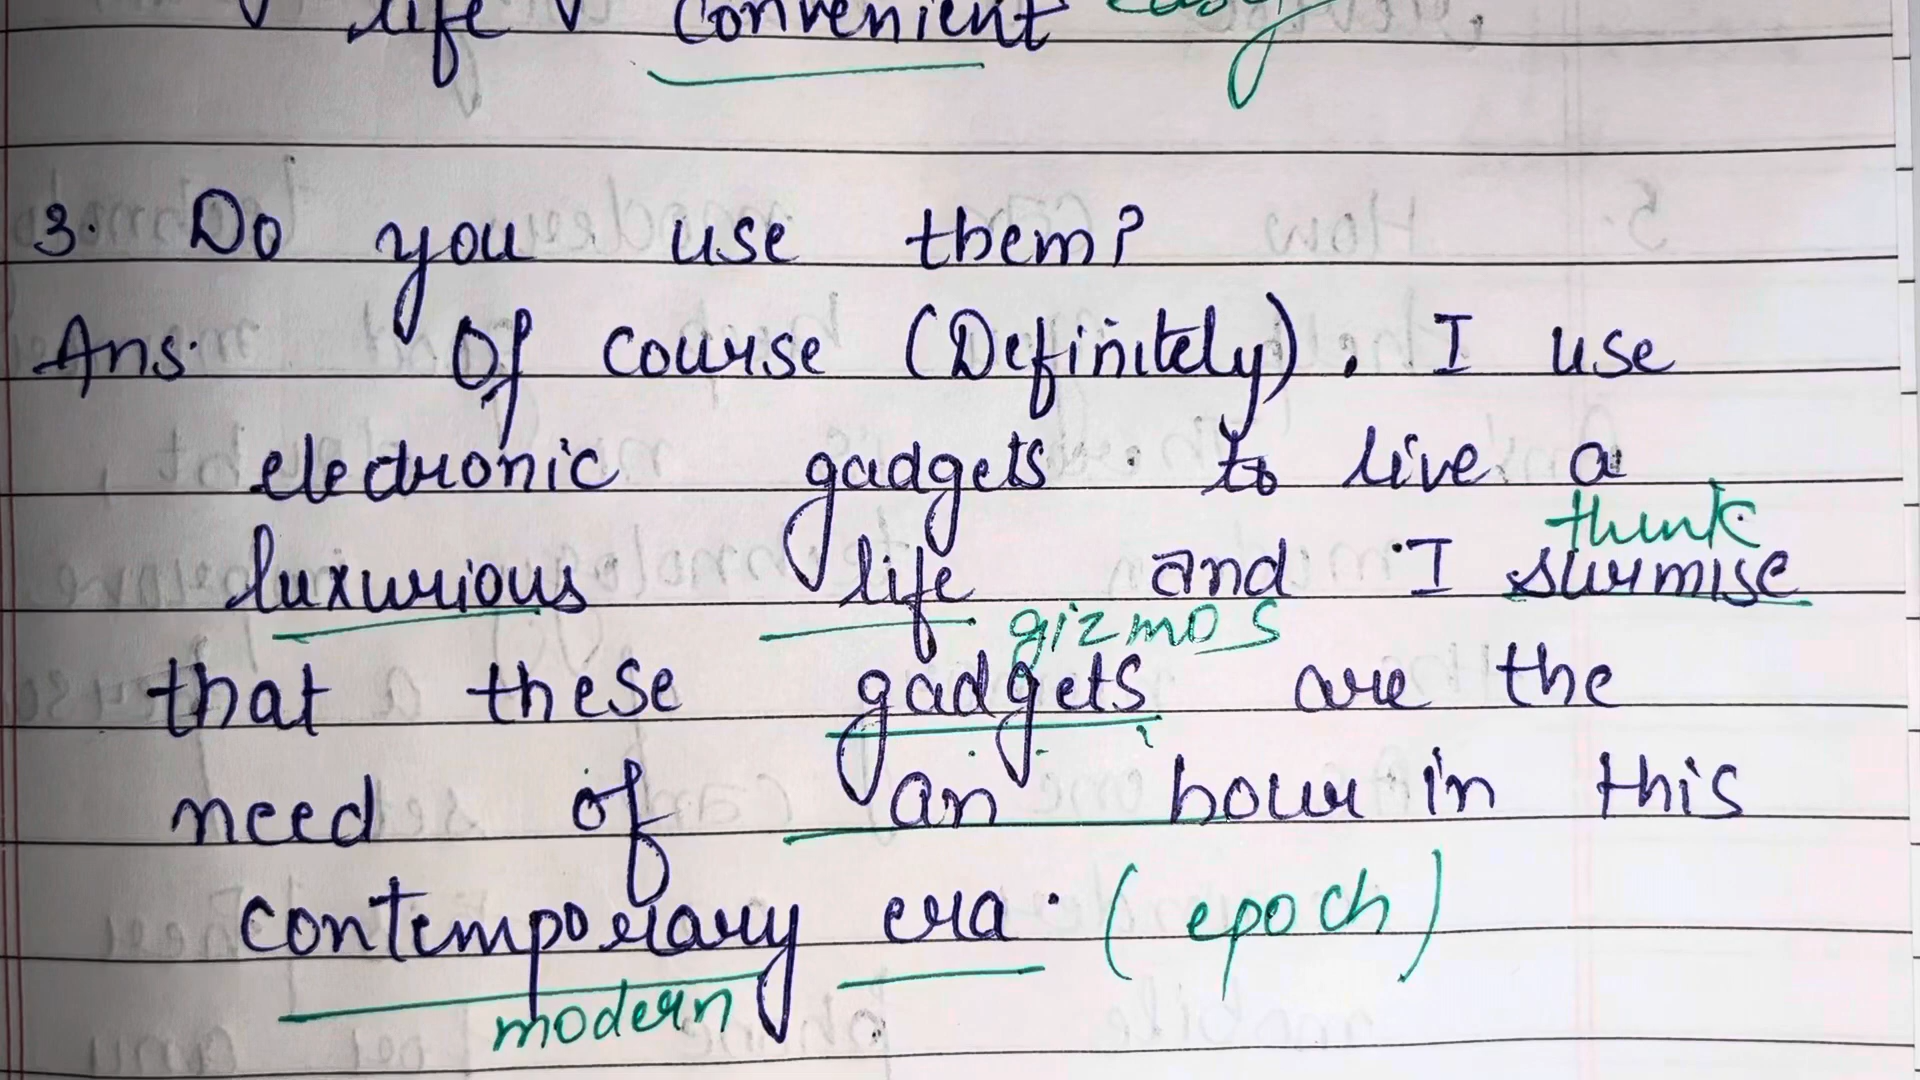 life convenient easy
3. Do you use them?
Ans. Of course (Definitely). I use
electronic gadgets to live a
think
luxurious life and I surmise
gizmos
that these gadgets are the
need of an hour in this
contemporary era. (epoch)
modern